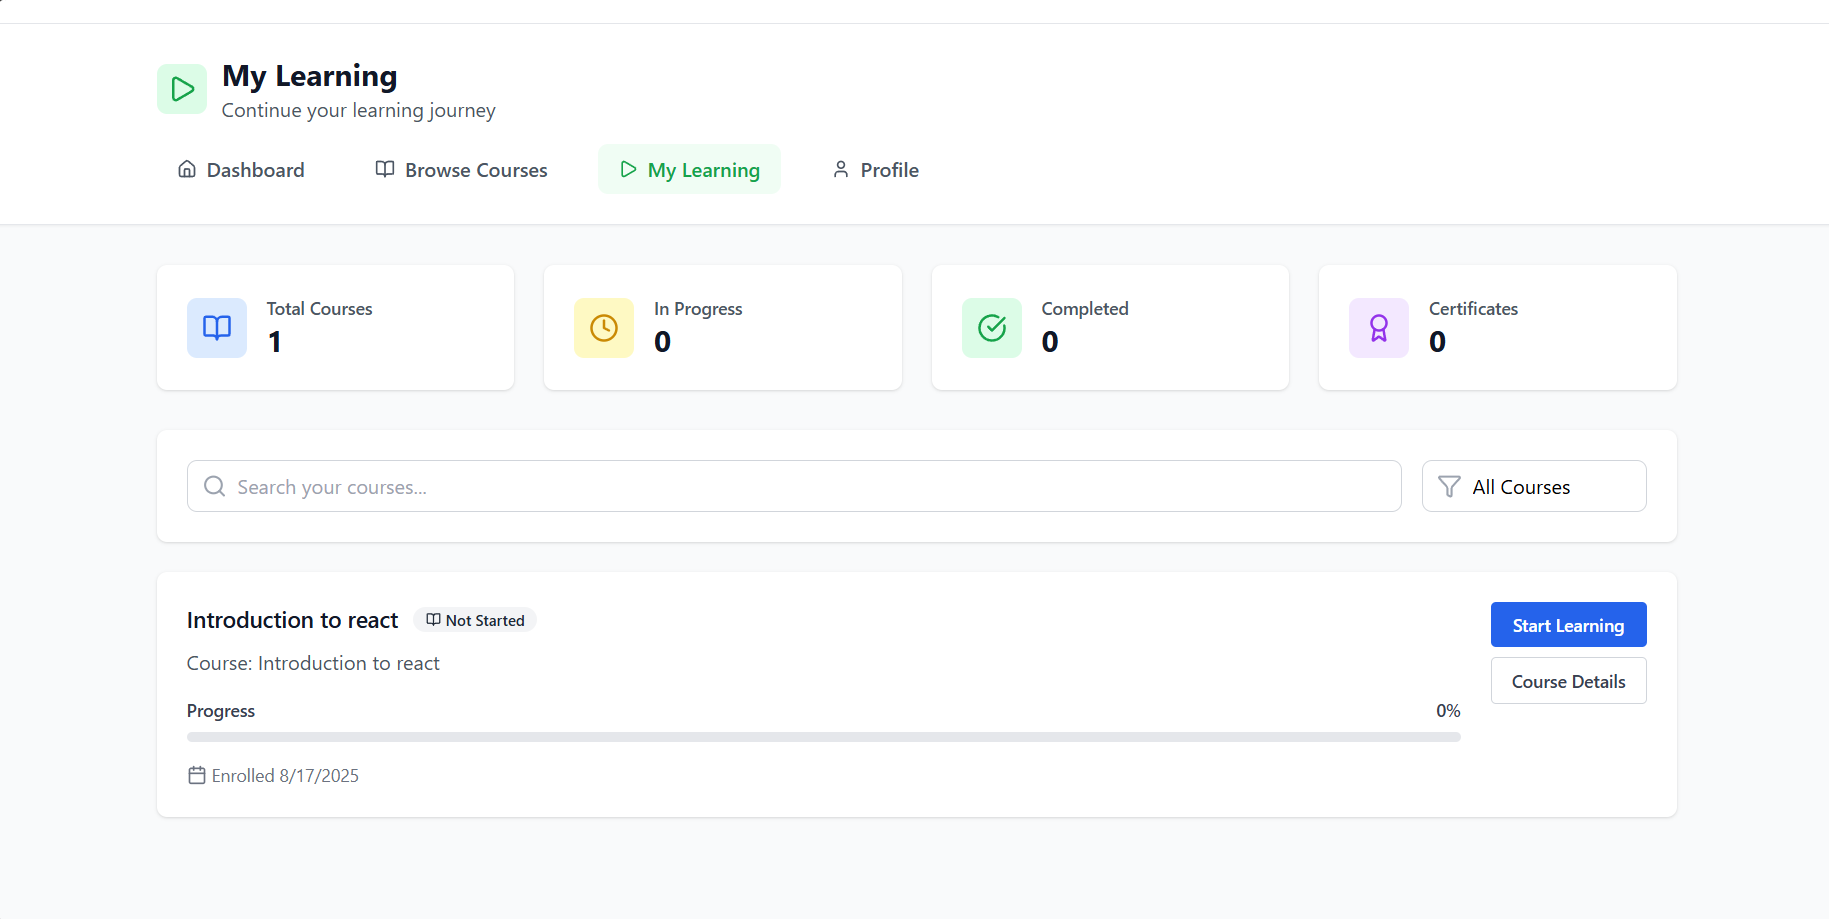 My Learning
Continue your learning journey
Dashboard
Browse Courses
My Learning
Profile
Total Courses
1
In Progress
0
Completed
0
Certificates
0
Search your courses...
All Courses
Introduction to react
Not Started
Start Learning
Course: Introduction to react
Course Details
Progress
0%
Enrolled 8/17/2025